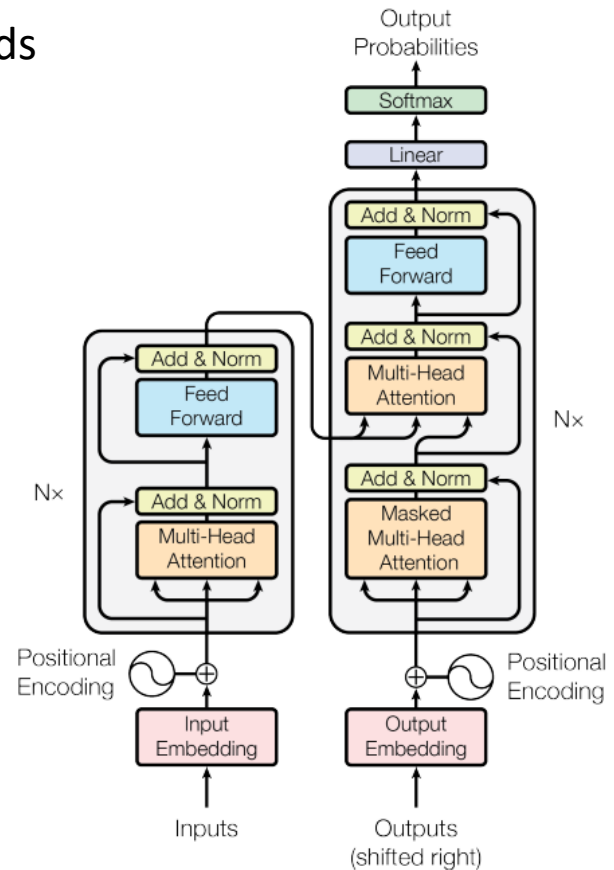 ds
Output
Probabilities
Softmax
Linear
Add & Norm
Feed
Forward
Add & Norm
Multi-Head
Attention
Add & Norm
Masked
Multi-Head
Attention
Nx
Add & Norm
Feed
Forward
Add & Norm
Multi-Head
Attention
Nx
Positional
Encoding
Positional
Encoding
Input
Embedding
Output
Embedding
Inputs
Outputs
(shifted right)